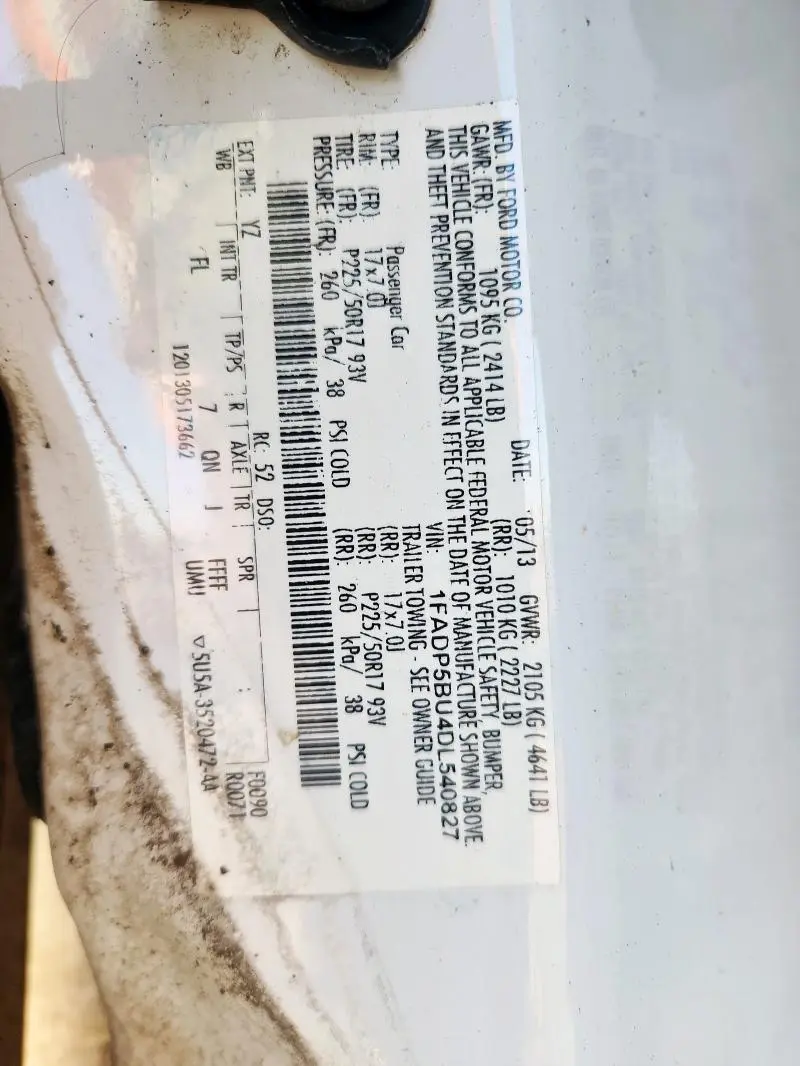 MFD. BY FORD MOTOR CO.
DATE: 05/13 GVWR: 2105 KG ( 4641 LB)
GAWR: (FR): 1095 KG ( 2414 LB) (RR): 1010 KG ( 2227 LB)
THIS VEHICLE CONFORMS TO ALL APPLICABLE FEDERAL MOTOR VEHICLE SAFETY, BUMPER,
AND THEFT PREVENTION STANDARDS IN EFFECT ON THE DATE OF MANUFACTURE SHOWN ABOVE.
VIN: 1FADP5BU4DL540827
TYPE: Passenger Car TRAILER TOWING - SEE OWNER GUIDE
RIM: (FR): 17x7.0J (RR): 17x7.0J
TIRE: (FR): P225/50R17 93V (RR): P225/50R17 93V
PRESSURE: (FR): 260 kPa/ 38 PSI COLD (RR): 260 kPa/ 38 PSI COLD
EXT PNT: YZ RC: 52 DSO: F0090
WB INT TR TP/PS R AXLE TR SPR R0071
FL 7 QN J FFFF
UMU
1201305173662 ▽5U5A-3520472-AA